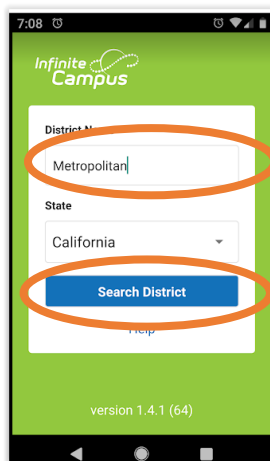 7:08
Infinite
Campus
District N
Metropolitan
State
California
Search District
Help
version 1.4.1 (64)